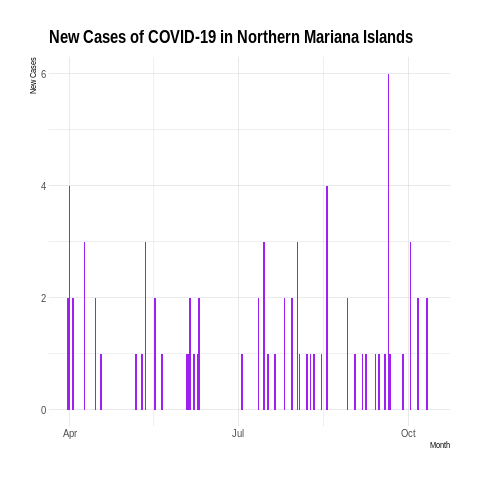 New Cases of COVID-19 in Northern Mariana Islands
New Cases
6
4
2
0
Apr
Jul
Oct
Month